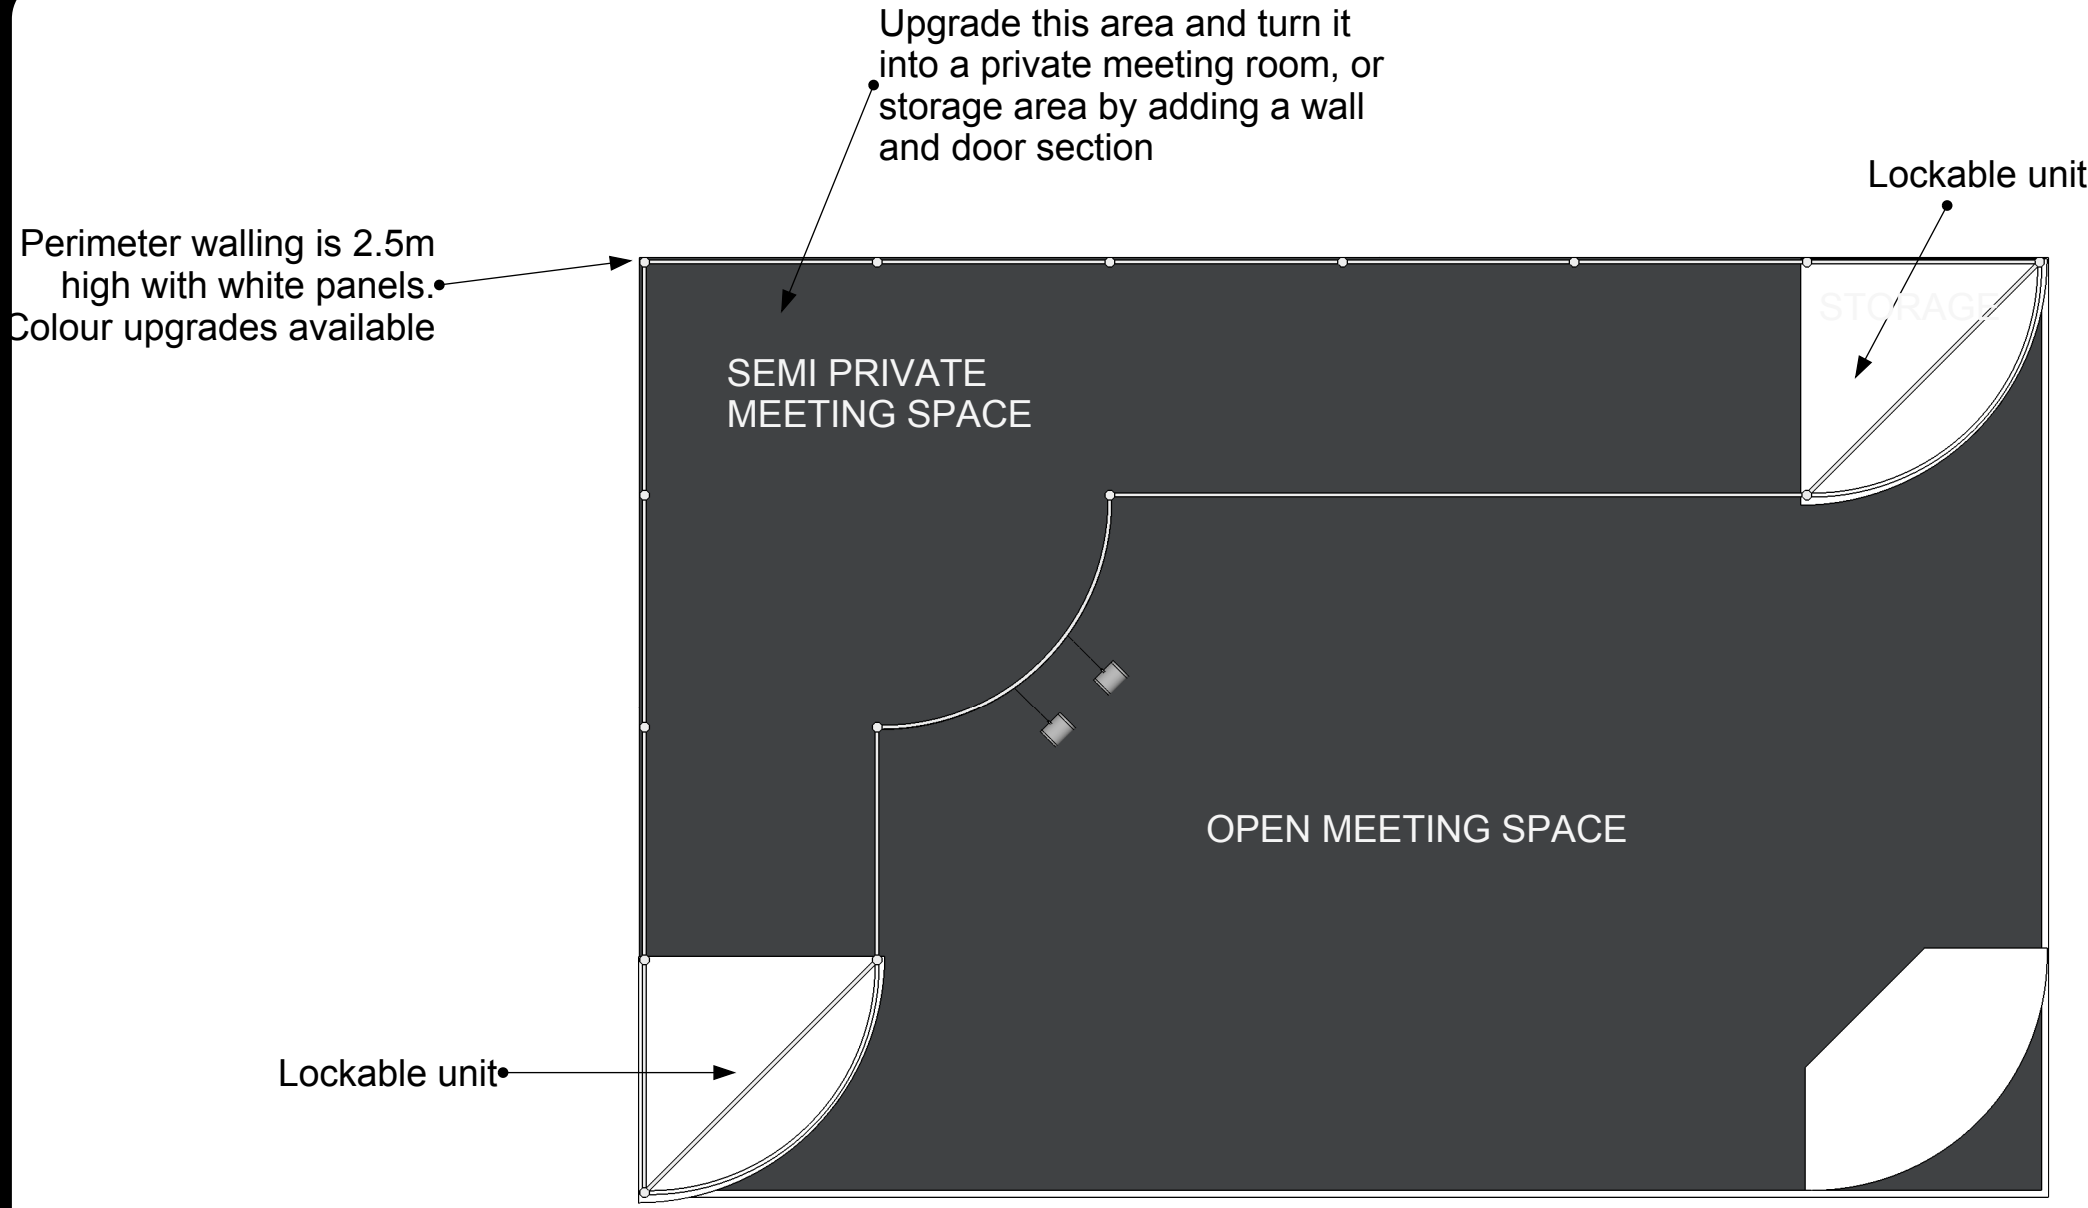 Upgrade this area and turn it
into a private meeting room, or
storage area by adding a wall
and door section
Lockable unit
Perimeter walling is 2.5m
high with white panels.
Colour upgrades available
STORAGE
SEMI PRIVATE
MEETING SPACE
OPEN MEETING SPACE
Lockable unit